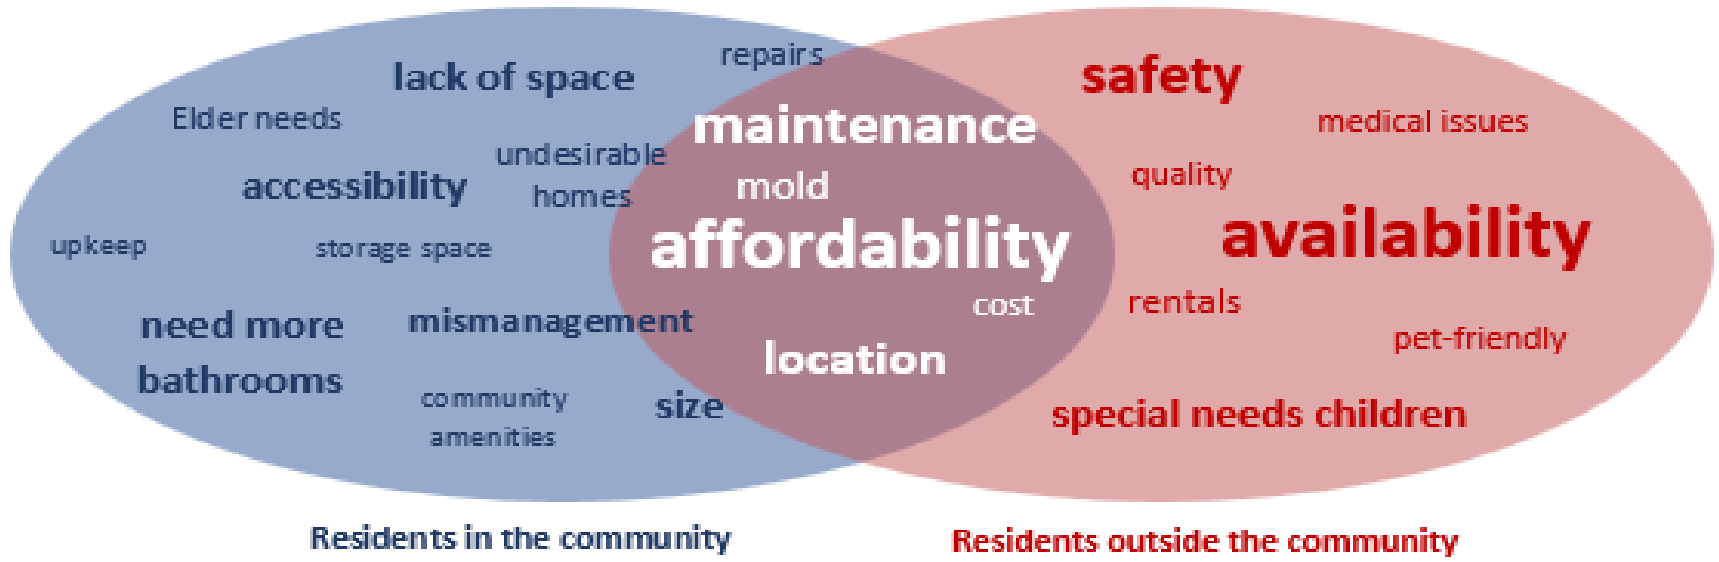 repairs
lack of space
Elder needs
undesirable
homes
accessibility
upkeep
storage space
need more
bathrooms
mismanagement
community
amenities
size
maintenance
mold
affordability
cost
location
safety
medical issues
quality
availability
rentals
pet-friendly
special needs children
Residents in the community
Residents outside the community